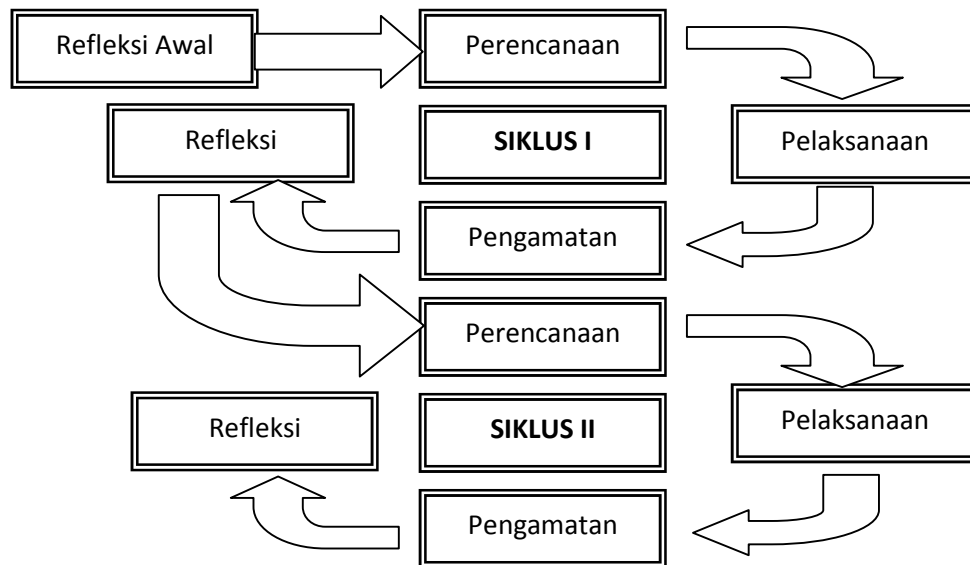 Refleksi Awal
Perencanaan
Refleksi
SIKLUS I
Pelaksanaan
Pengamatan
Perencanaan
Refleksi
SIKLUS II
Pelaksanaan
Pengamatan